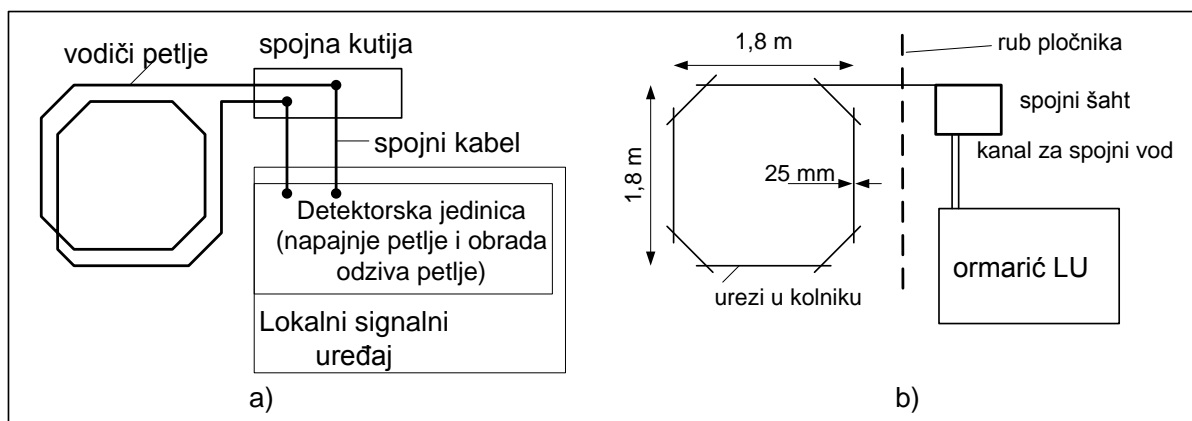 vodiči petlje
spojna kutija
spojni kabel
Detektorska jedinica
(napajnje petlje i obrada
odziva petlje)
Lokalni signalni
uređaj
a)
1,8 m
rub pločnika
1,8 m
spojni šaht
kanal za spojni vod
25 mm
ormarić LU
urezi u kolniku
b)